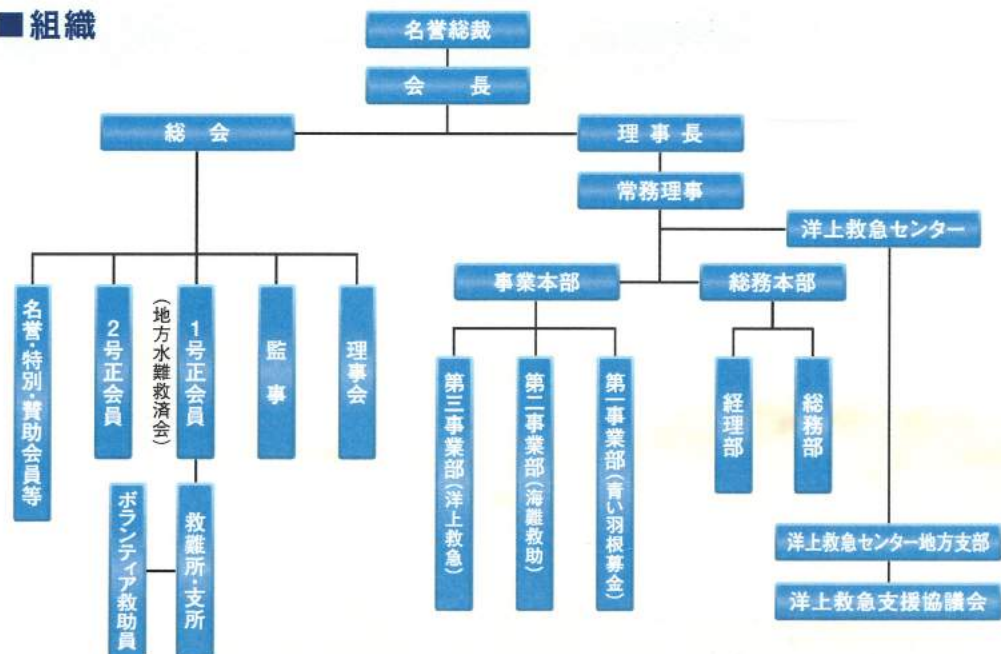 ■組織
名誉総裁
会長
総会
理事長
常務理事
洋上救急センター
事業本部
総務本部
名誉・特別・賛助会員等
2号正会員
(地方水難救済会)
1号正会員
監事
理事会
第三事業部(洋上救急)
第二事業部(海難救助)
第一事業部(青い羽根募金)
経理部
総務部
ボランティア救助員
救難所・支所
洋上救急センター地方支部
洋上救急支援協議会